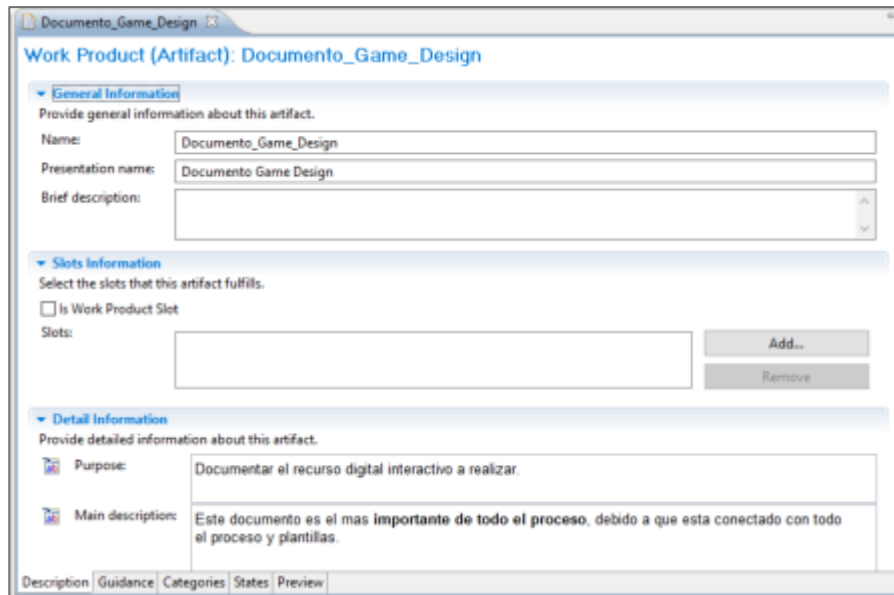 Documento_Game_Design
Work Product (Artifact): Documento_Game_Design
General Information
Provide general information about this artifact.
Name: Documento_Game_Design
Presentation name: Documento Game Design
Brief description:
Slots Information
Select the slots that this artifact fulfills.
Is Work Product Slot
Slots:
Add...
Remove
Detail Information
Provide detailed information about this artifact.
Purpose: Documentar el recurso digital interactivo a realizar.
Main description: Este documento es el mas importante de todo el proceso, debido a que esta conectado con todo
el proceso y plantillas.
Description Guidance Categories States Preview